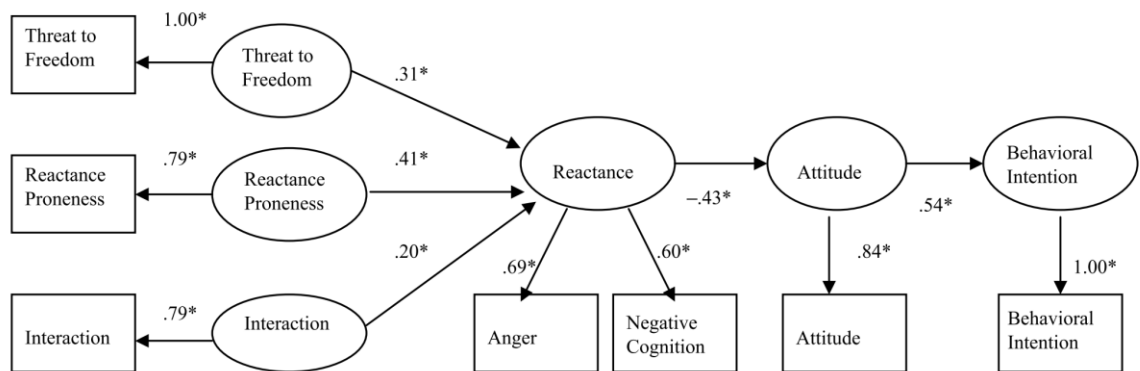 1.00*
Threat to
Freedom
Threat to
Freedom
.31*
.79*
Reactance
Proneness
Reactance
Proneness
.41*
Reactance
–.43*
Attitude
.54*
Behavioral
Intention
.20*
.69*
.60*
.84*
1.00*
.79*
Interaction
Interaction
Anger
Negative
Cognition
Attitude
Behavioral
Intention